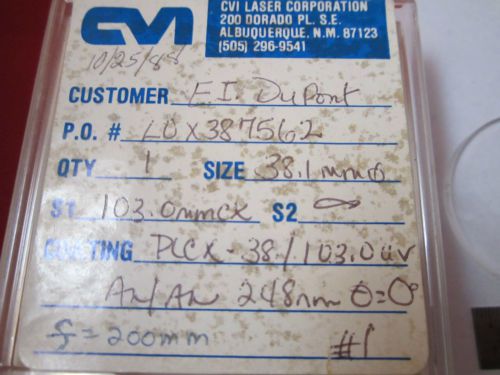 CVI
CVI LASER CORPORATION
200 DORADO PL. S.E.
ALBUQUERQUE, N.M. 87123
(505) 296-9541
10/25/88
CUSTOMER E.I. DuPont
P.O. # LOX387562
QTY 1 SIZE 38.1mmø
S1 103.0mmcx S2 ∞
COATING PLCX-38/103.0UV
AR/AR 248nm θ=0°
f=200mm #1